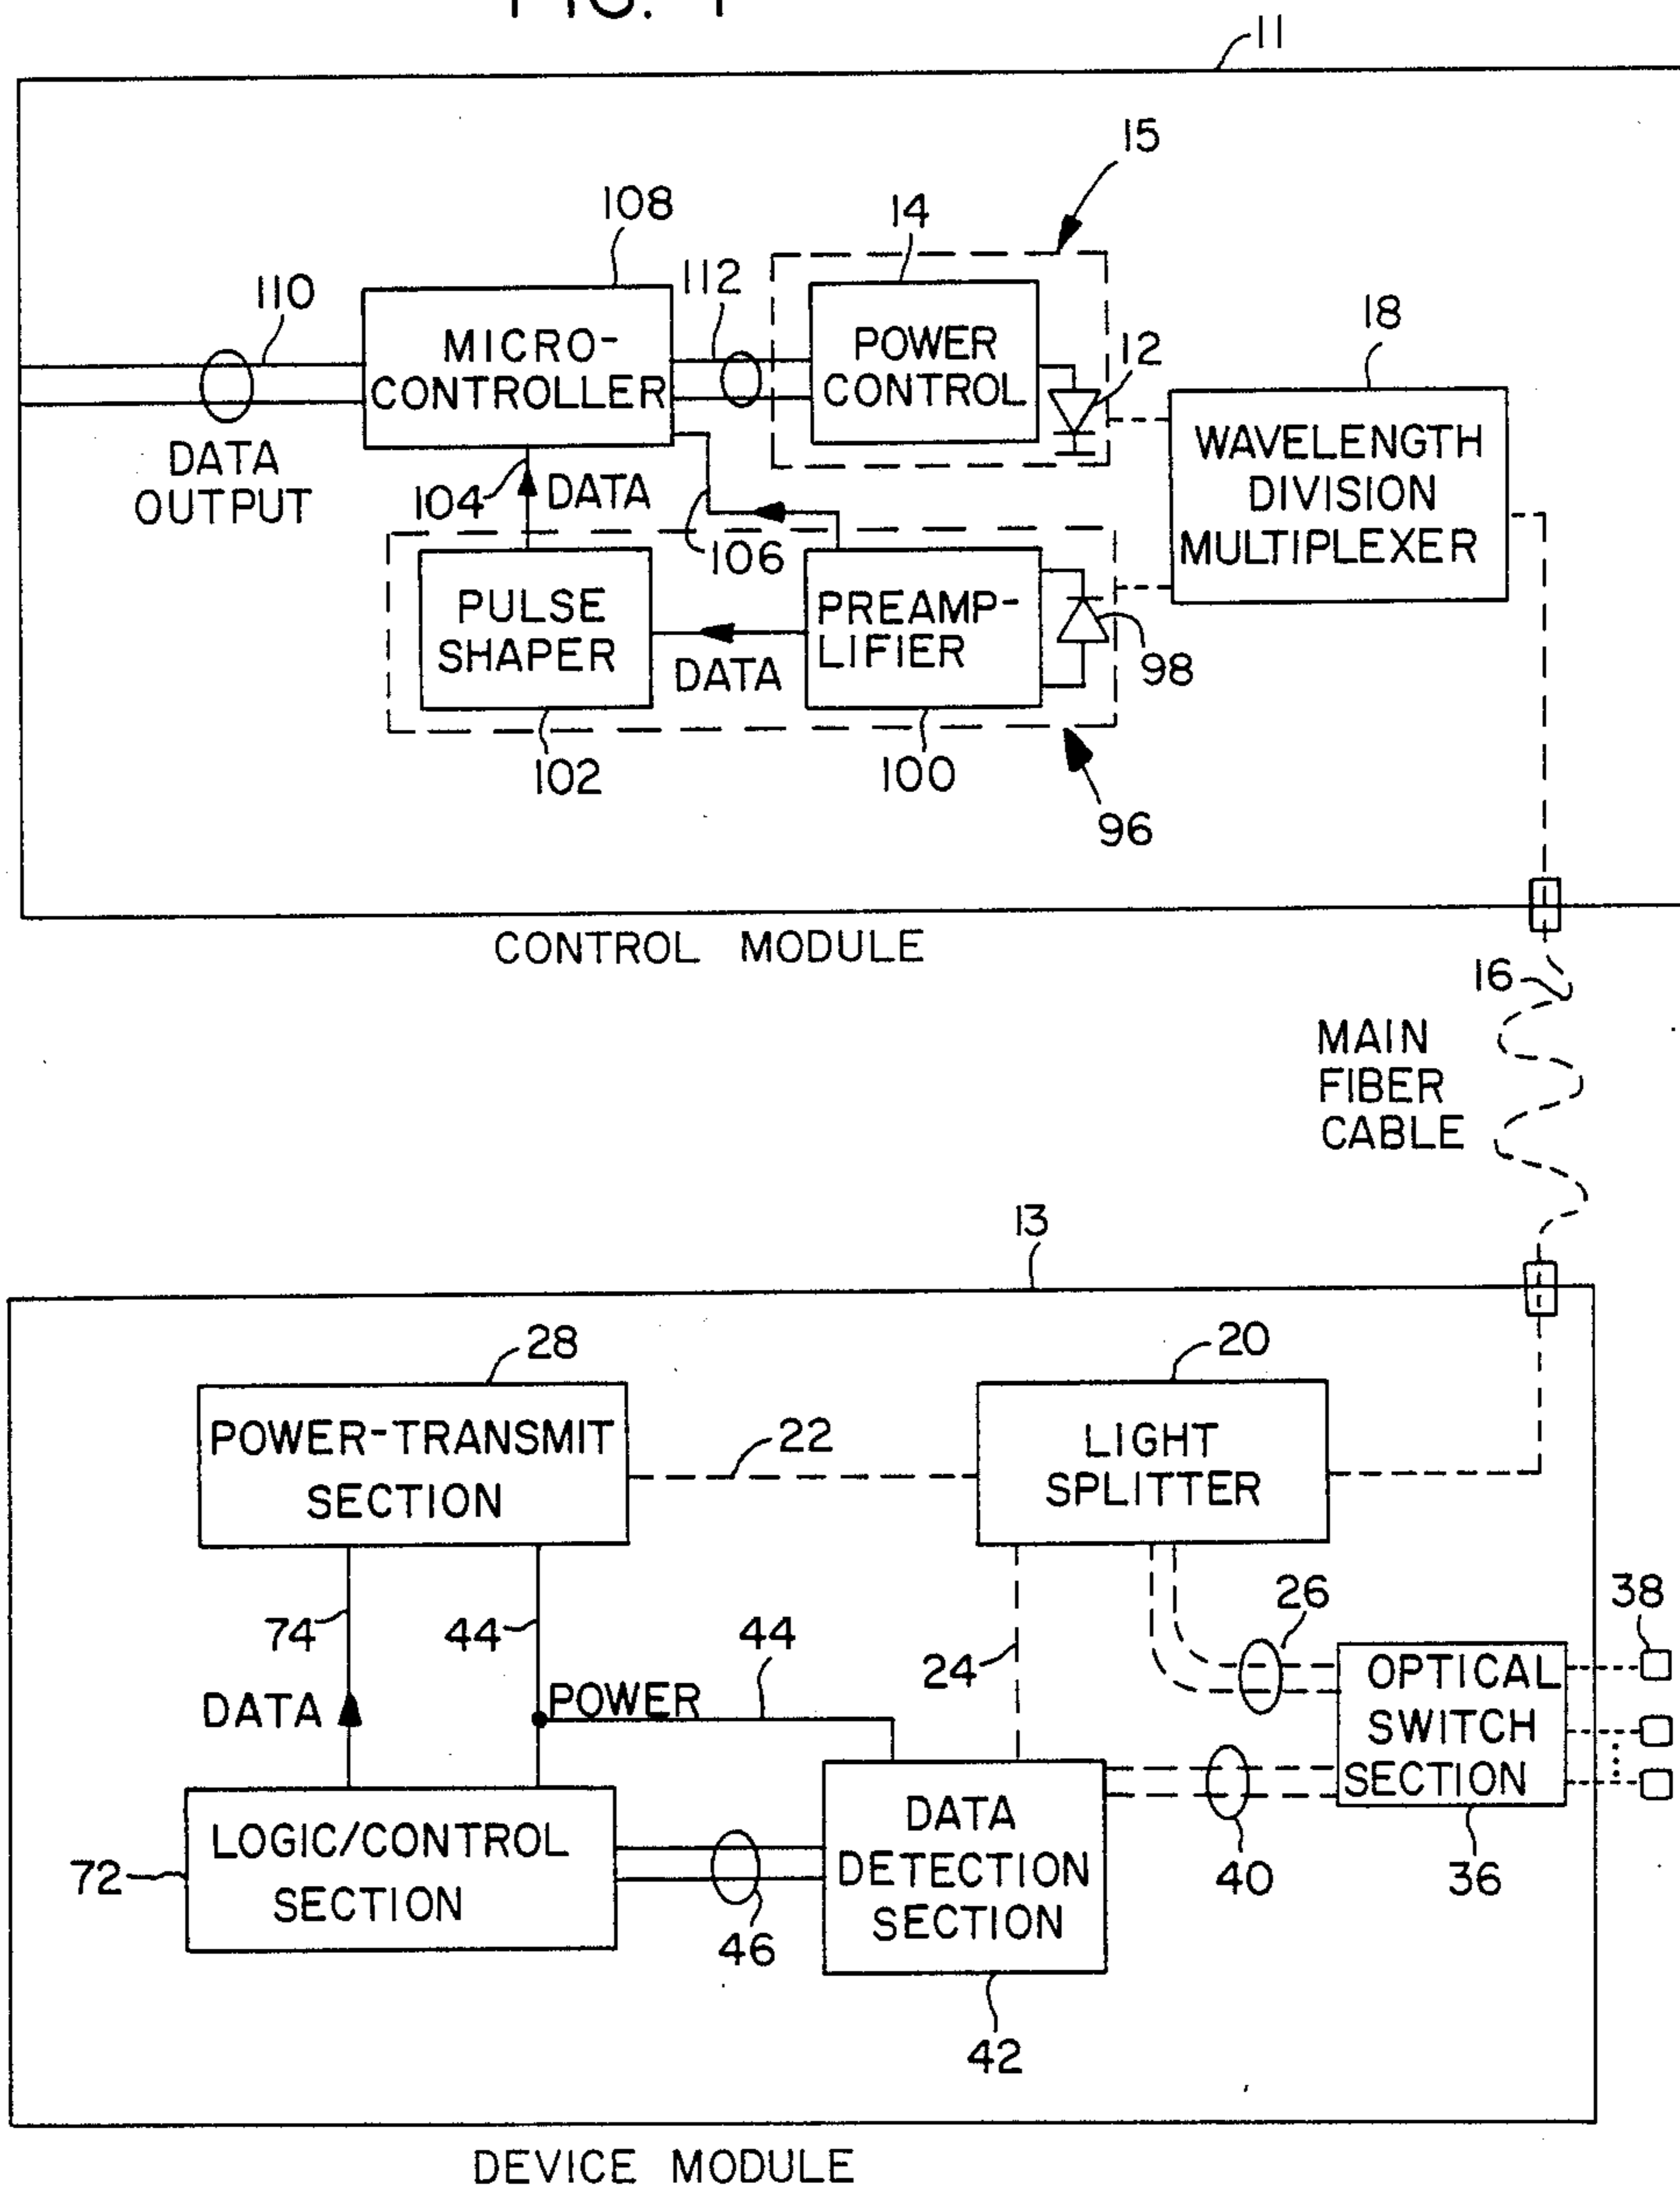 11
15
108
14
110
112
18
MICRO-
CONTROLLER
POWER
CONTROL
12
WAVELENGTH
DIVISION
MULTIPLEXER
DATA
OUTPUT
104
DATA
106
PULSE
SHAPER
PREAMP-
LIFIER
DATA
98
102
100
96
CONTROL MODULE
16
MAIN
FIBER
CABLE
13
28
20
POWER-TRANSMIT
SECTION
22
LIGHT
SPLITTER
26
38
74
44
44
24
DATA
POWER
OPTICAL
SWITCH
SECTION
LOGIC/CONTROL
SECTION
72
DATA
DETECTION
SECTION
40
36
46
42
DEVICE MODULE